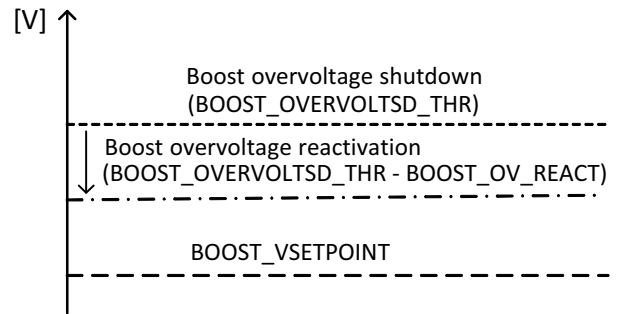 [V]
Boost overvoltage shutdown
(BOOST_OVERVOLTSD_THR)
Boost overvoltage reactivation
(BOOST_OVERVOLTSD_THR - BOOST_OV_REACT)
BOOST_VSETPOINT